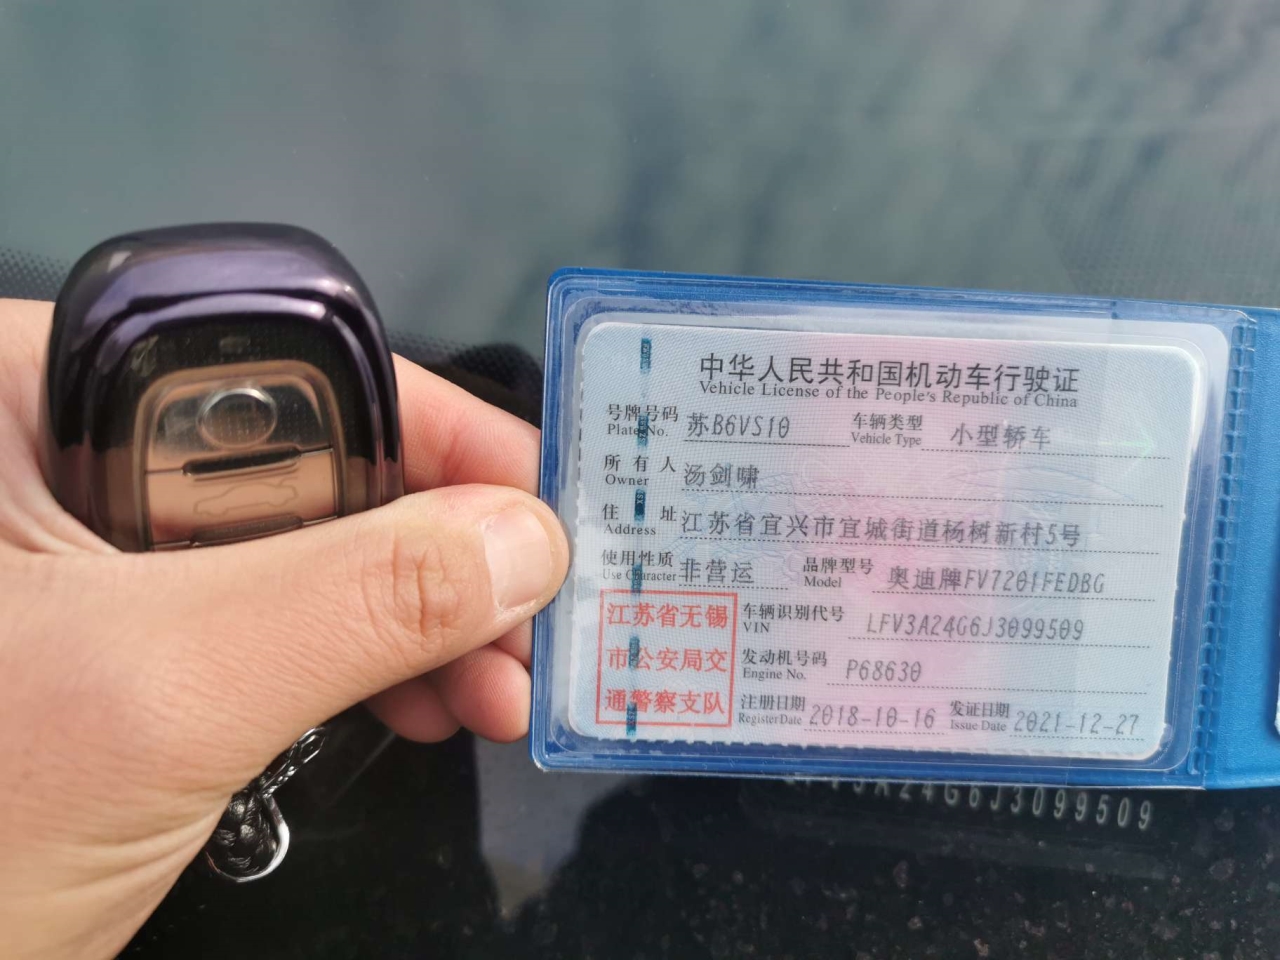 中华人民共和国机动车行驶证
Vehicle License of the People's Republic of China
号牌号码 苏B6VS10 车辆类型 小型轿车
Plate No. Vehicle Type
所有人 汤剑啸
Owner
住址 江苏省宜兴市宜城街道杨树新村5号
Address
使用性质 非营运 品牌型号 奥迪牌FV7201FEDBG
Use Character Model
江苏省无锡 车辆识别代号 LFV3A24G6J3099509
VIN
市公安局交 发动机号码 P68630
Engine No.
通警察支队 注册日期 2018-10-16 发证日期 2021-12-27
Register Date Issue Date
LFV3A24G6J3099509